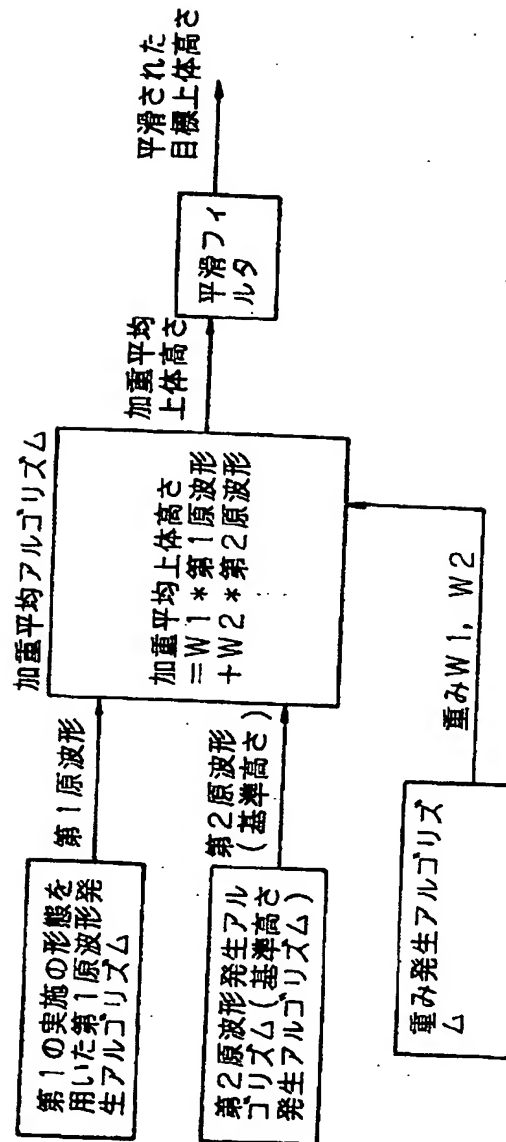 第1の実施の形態を
用いた第1原波形発
生アルゴリズム
第1原波形
第2原波形発生アル
ゴリズム(基準高さ
発生アルゴリズム)
第2原波形
(基準高さ)
重み発生アルゴリズ
ム
重みW1, W2
加重平均アルゴリズム
加重平均上体高さ
=W1*第1原波形
+W2*第2原波形
加重平均
上体高さ
平滑フィ
ルタ
平滑された
目標上体高さ